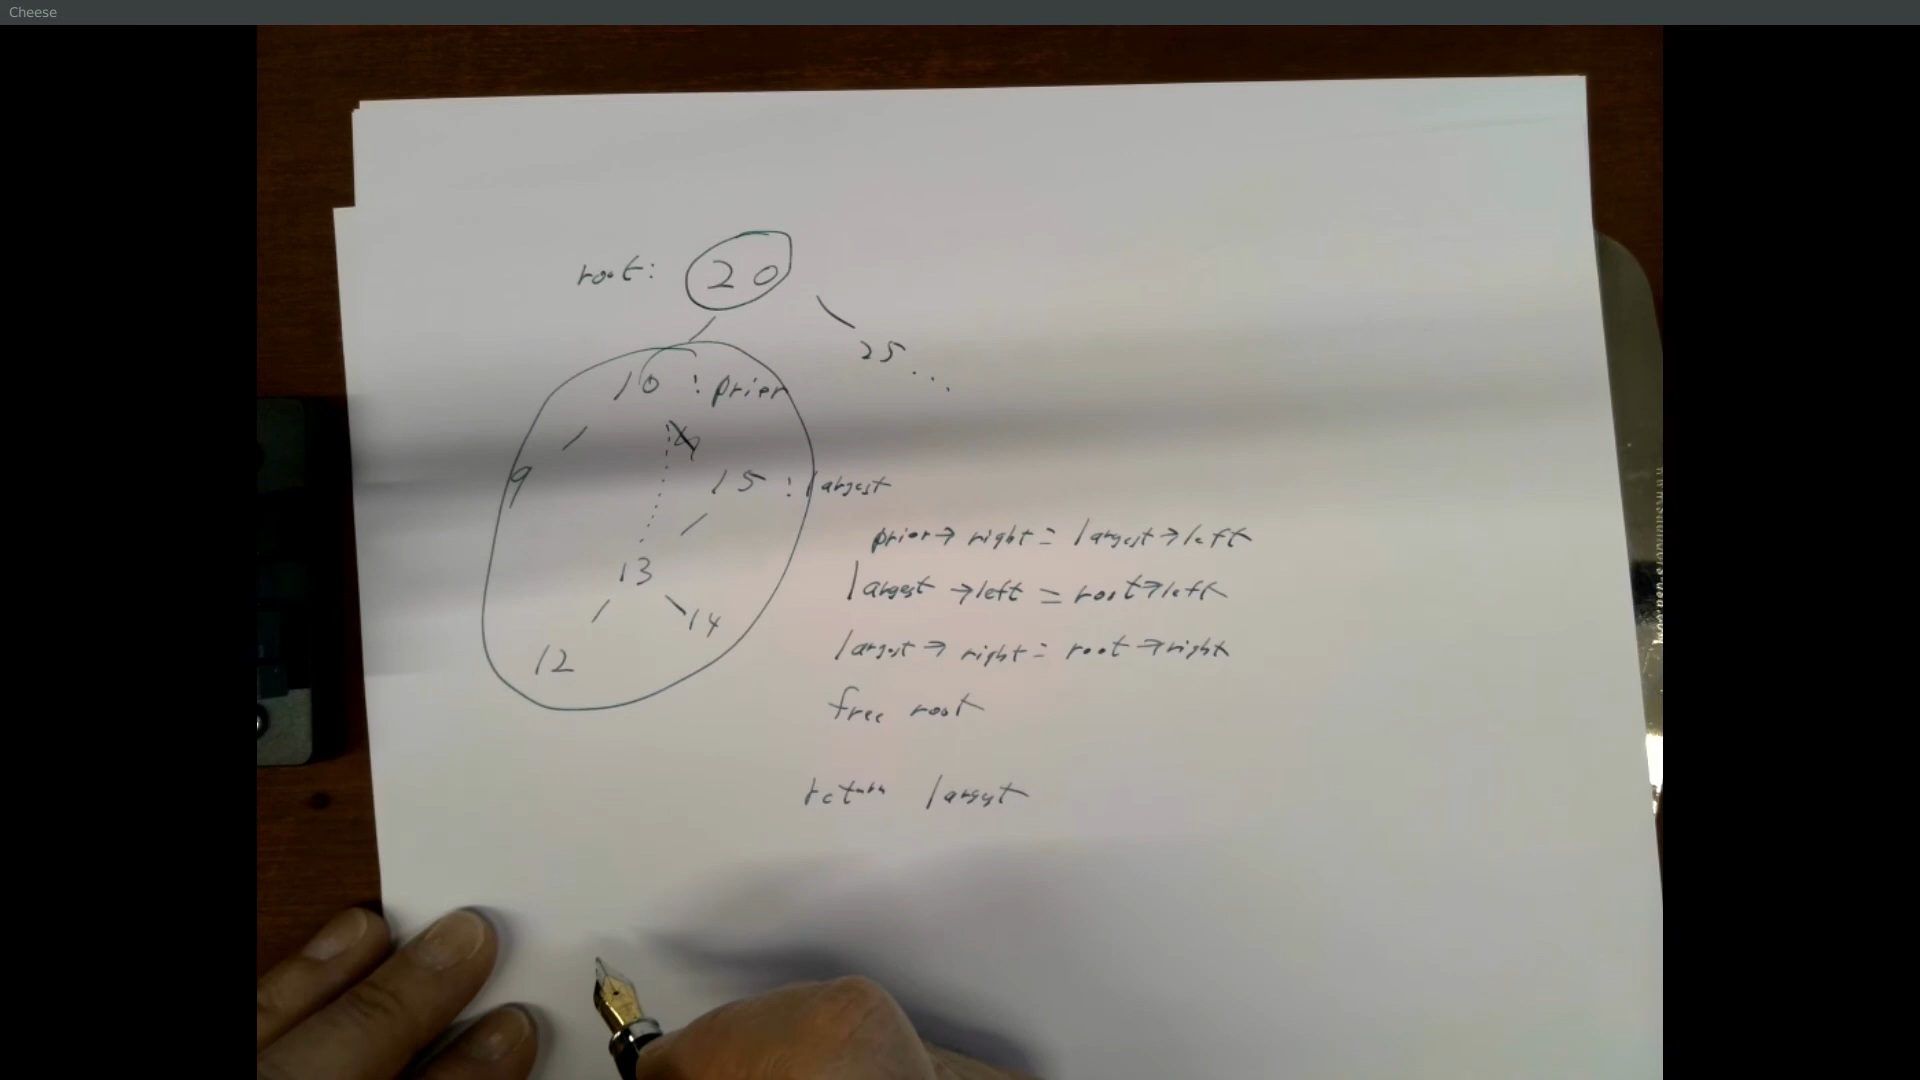 Cheese
root: 20
25...
10 : prior
9
15 : largest
prior → right = largest → left
13
largest → left = root → left
14
largest → right = root → right
12
free root
return largest